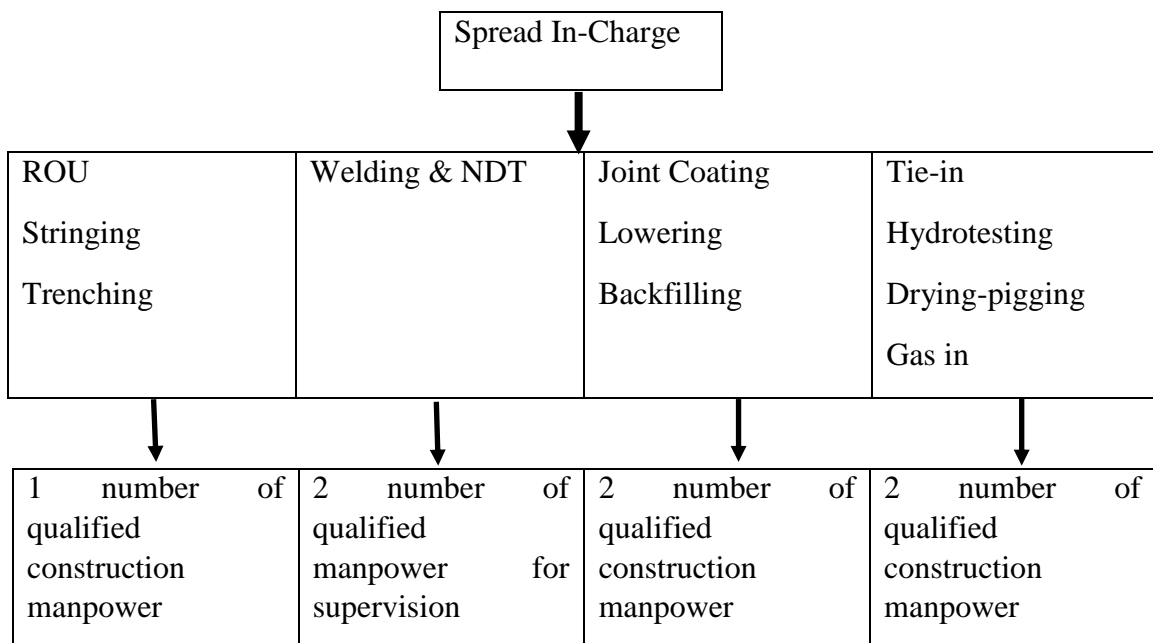 Spread In-Charge
ROU
Stringing
Trenching
Welding & NDT
Joint Coating
Lowering
Backfilling
Tie-in
Hydrotesting
Drying-pigging
Gas in
1 number of
qualified
construction
manpower
2 number of
qualified
manpower for
supervision
2 number of
qualified
construction
manpower
2 number of
qualified
construction
manpower